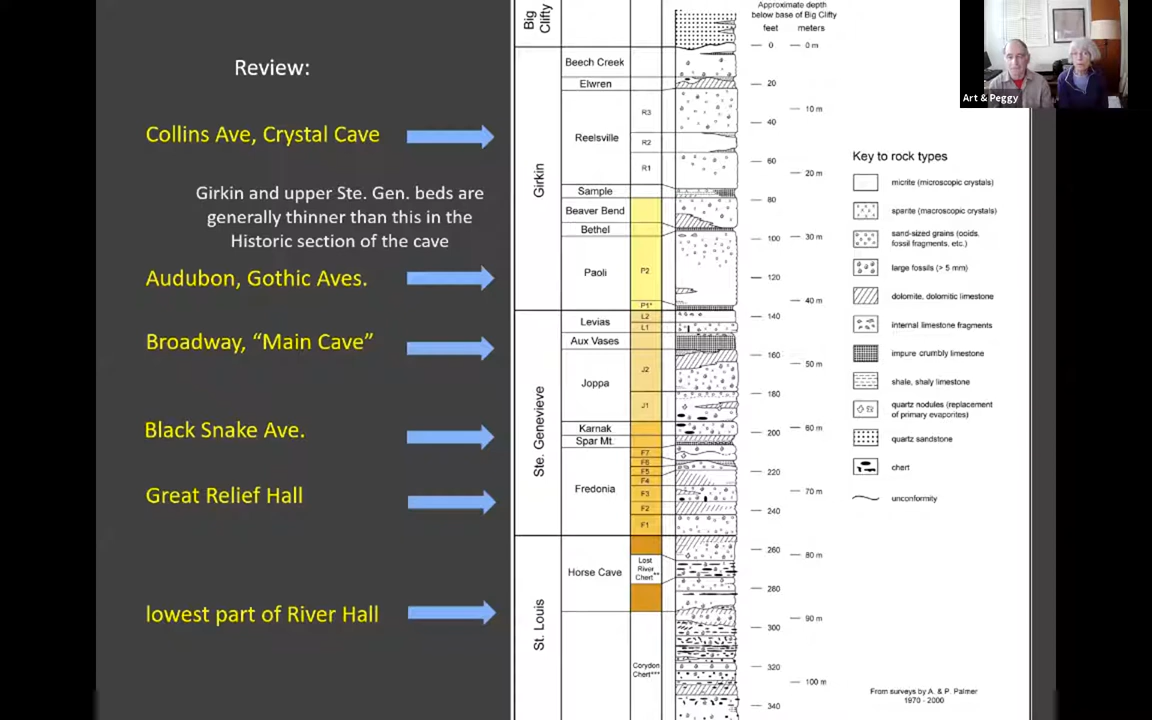 Review:
Collins Ave, Crystal Cave
Girkin and upper Ste. Gen. beds are
generally thinner than this in the
Historic section of the cave
Audubon, Gothic Aves.
Broadway, “Main Cave”
Black Snake Ave.
Great Relief Hall
lowest part of River Hall
Big
Clifty
Girkin
Ste. Genevieve
St. Louis
Beech Creek
Elwren
Reelsville
Sample
Beaver Bend
Bethel
Paoli
Levias
Aux Vases
Joppa
Karnak
Spar Mt.
Fredonia
Horse Cave
R3
R2
R1
P2
P1*
L2
L1
J2
J1
F7
F6
F5
F4
F3
F2
F1
Lost
River
Chert**
Corydon
Chert***
Approximate depth
below base of Big Clifty
feet meters
0 0 m
20
10 m
40
60
20 m
80
100 30 m
120
40 m
140
160
50 m
180
200 60 m
220
70 m
240
260 80 m
280
90 m
300
320
100 m
340
Key to rock types
micrite (microscopic crystals)
sparite (macroscopic crystals)
sand-sized grains (ooids,
fossil fragments, etc.)
large fossils (> 5 mm)
dolomite, dolomitic limestone
internal limestone fragments
impure crumbly limestone
shale, shaly limestone
quartz nodules (replacement
of primary evaporites)
quartz sandstone
chert
unconformity
From surveys by A. & P. Palmer
1970 - 2000
Art & Peggy